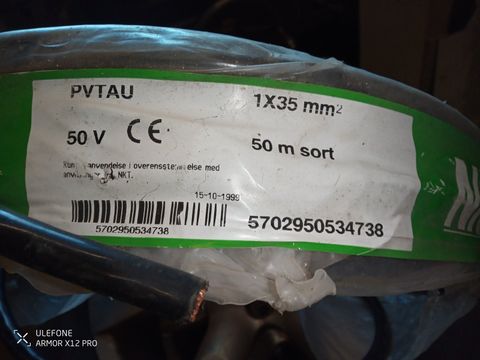 PVTAU
1X35 mm²
50 V CE
50 m sort
Kun anvendelse i overensstemmelse med
NKT.
15-10-1999
5702950534738
5702950534738
ULEFONE
ARMOR X12 PRO